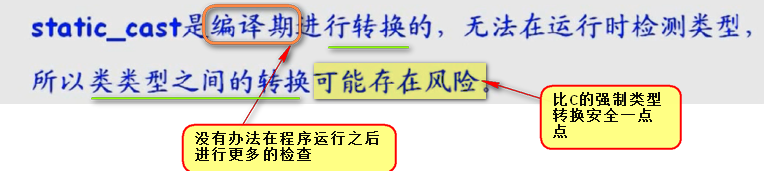 static_cast是编译期进行转换的，无法在运行时检测类型，
所以类类型之间的转换可能存在风险。
没有办法在程序运行之后
进行更多的检查
比C的强制类型
转换安全一点
点